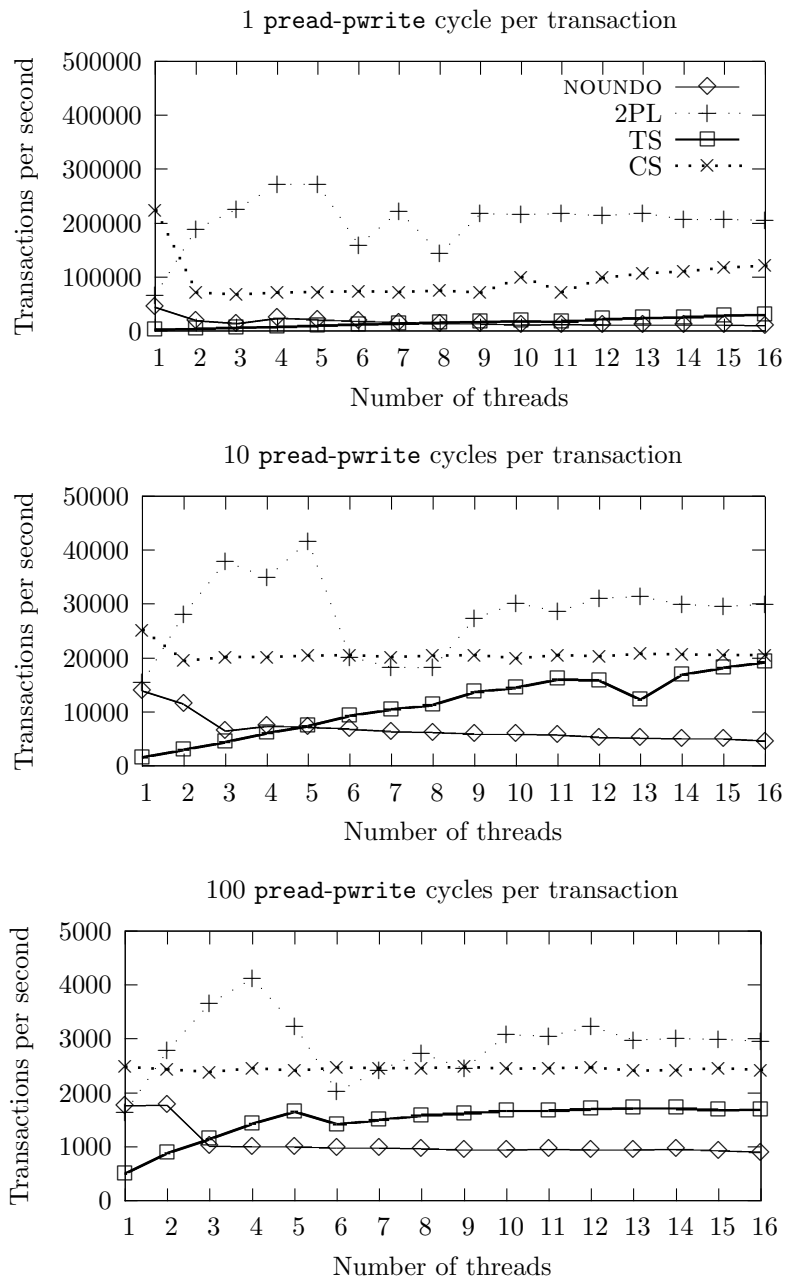 1 pread-pwrite cycle per transaction
500000
400000
300000
200000
100000
0
Transactions per second
NOUNDO
2PL
TS
CS
1 2 3 4 5 6 7 8 9 10 11 12 13 14 15 16
Number of threads
10 pread-pwrite cycles per transaction
50000
40000
30000
20000
10000
0
Transactions per second
1 2 3 4 5 6 7 8 9 10 11 12 13 14 15 16
Number of threads
100 pread-pwrite cycles per transaction
5000
4000
3000
2000
1000
0
Transactions per second
1 2 3 4 5 6 7 8 9 10 11 12 13 14 15 16
Number of threads